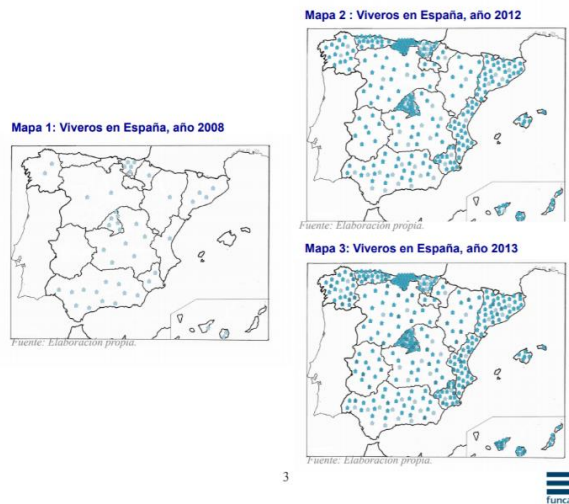 Mapa 2 : Viveros en España, año 2012
Mapa 1: Viveros en España, año 2008
Fuente: Elaboración propia.
Fuente: Elaboración propia.
Mapa 3: Viveros en España, año 2013
Fuente: Elaboración propia.
3
funcas